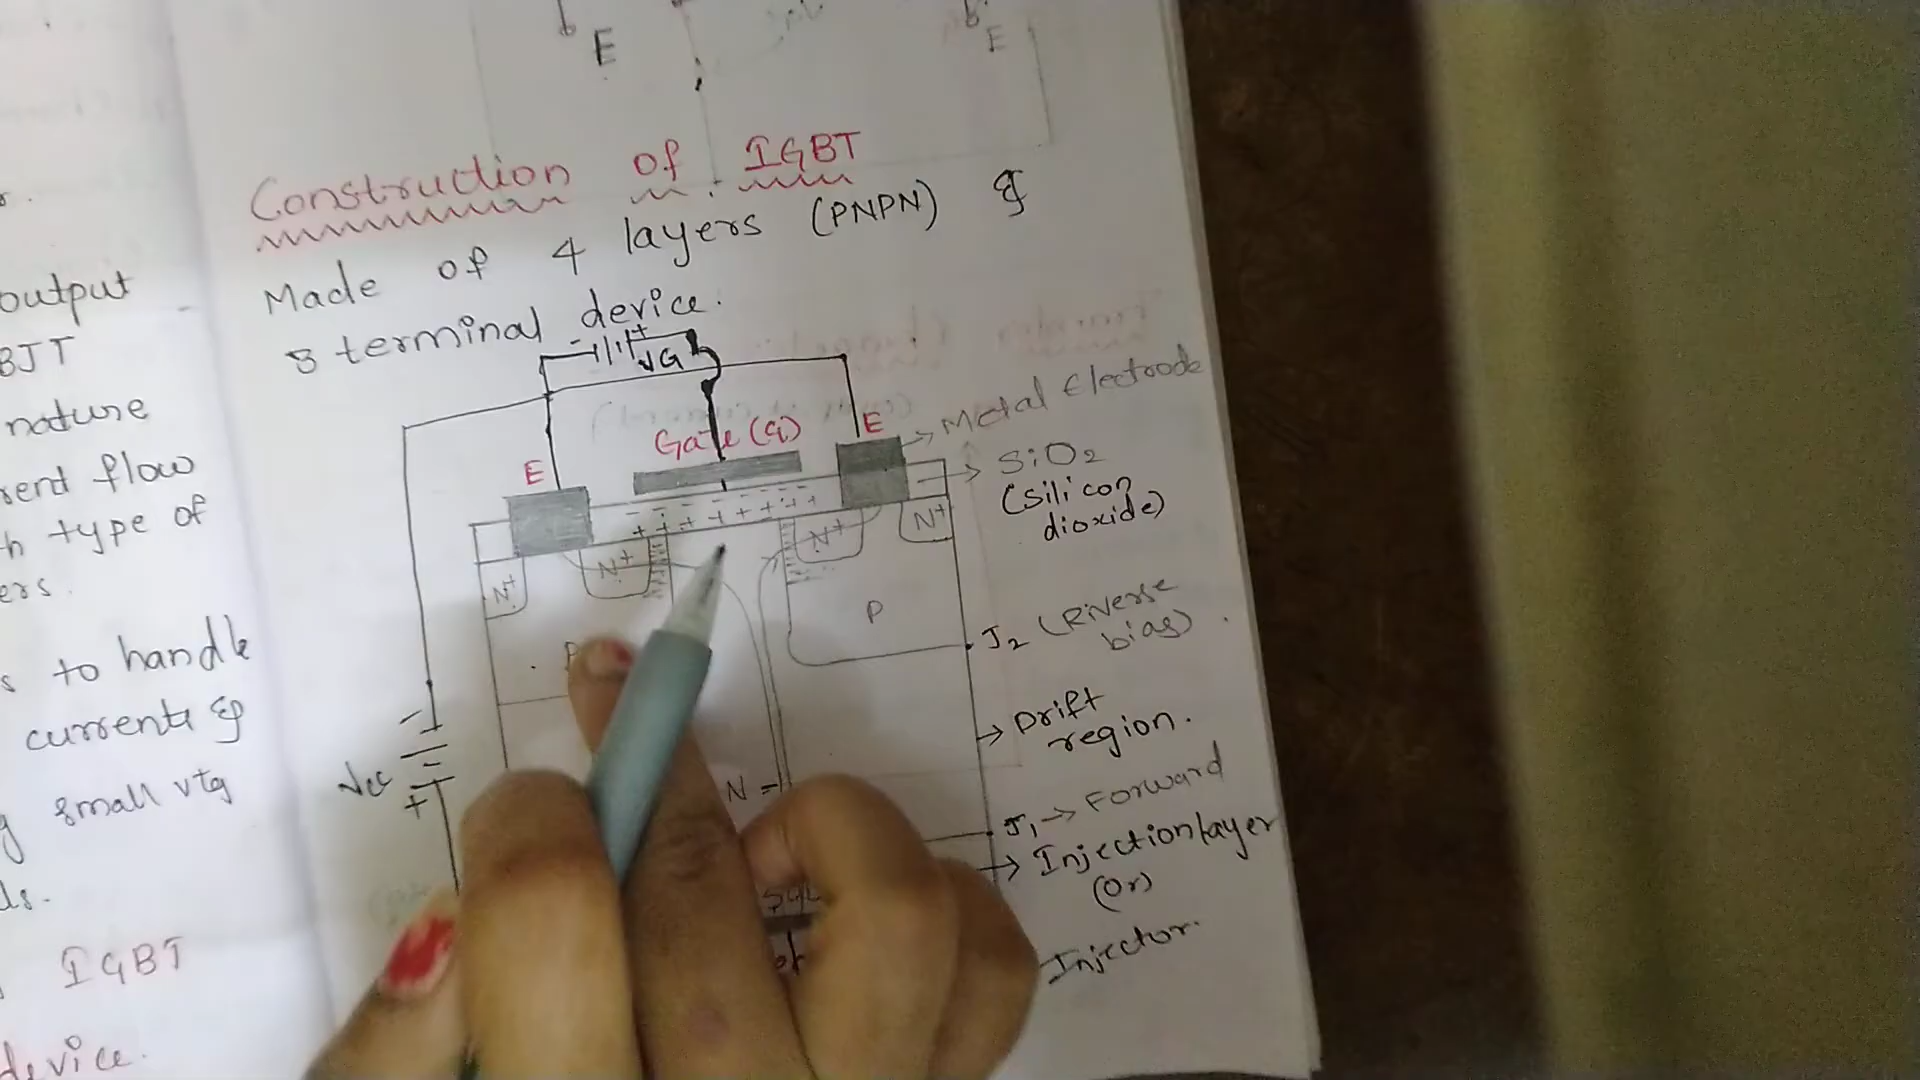 E
E
Construction of IGBT
Made of 4 layers (PNPN) &
3 terminal device.
- +
VG
Gate (G)
E
E
→ Metal Electrode
→ SiO2
(silicon
dioxide)
N+
N+
N+
N+
P
P
J2 (Riverse
bias).
→ Drift
region.
N
J1 → Forward
→ Injection layer
(or)
Injector.
Vcc
-
+
output
BJT
nature
rent flow
type of
ers.
to handle
currents &
small vtg
ds.
IGBT
device.